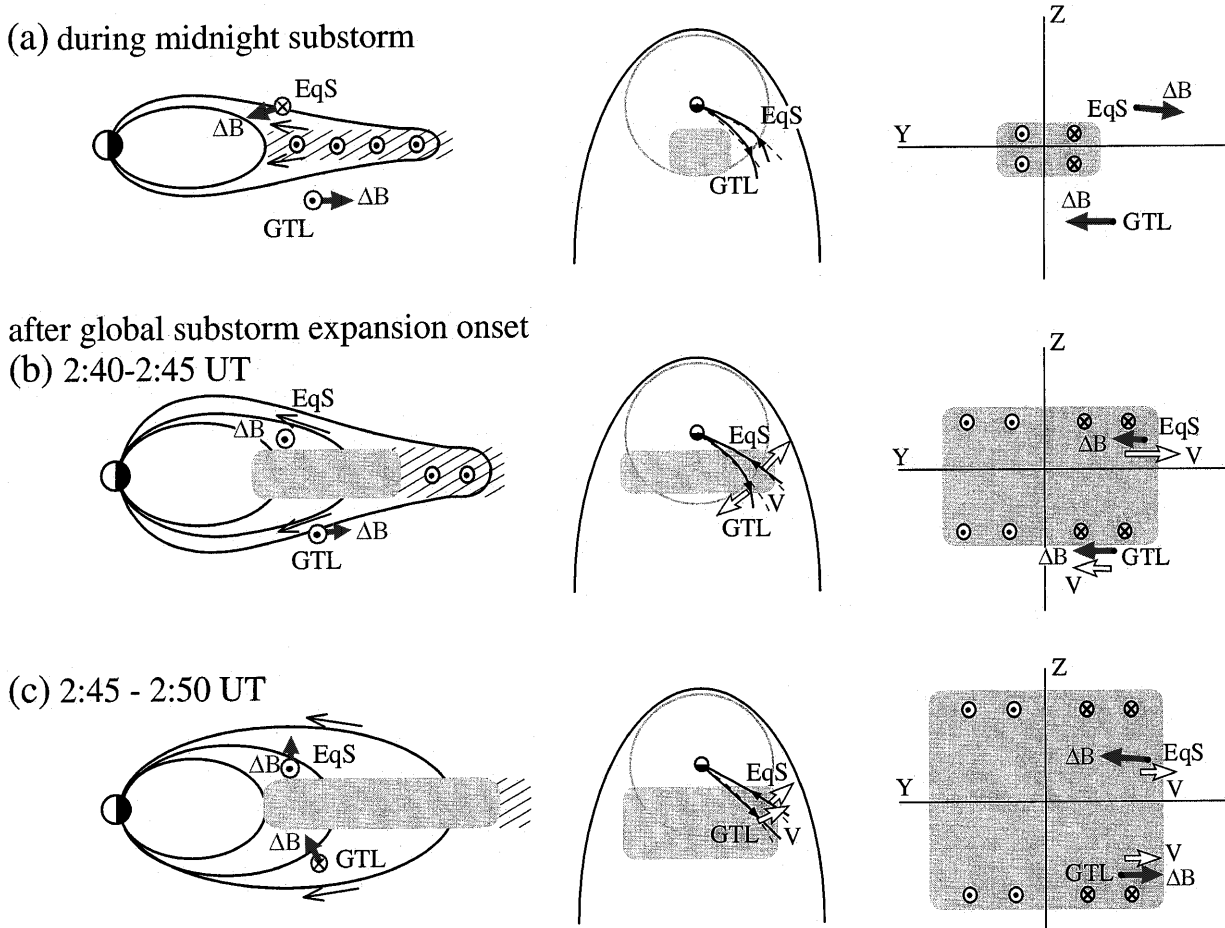 (a) during midnight substorm
EqS
ΔB
ΔB
GTL
EqS
GTL
Z
EqS
ΔB
Y
ΔB
GTL
after global substorm expansion onset
(b) 2:40-2:45 UT
EqS
ΔB
ΔB
GTL
EqS
V
GTL
Z
EqS
ΔB
V
Y
ΔB
GTL
V
(c) 2:45 - 2:50 UT
EqS
ΔB
ΔB
GTL
EqS
GTL
V
Z
ΔB
EqS
V
Y
V
GTL
ΔB